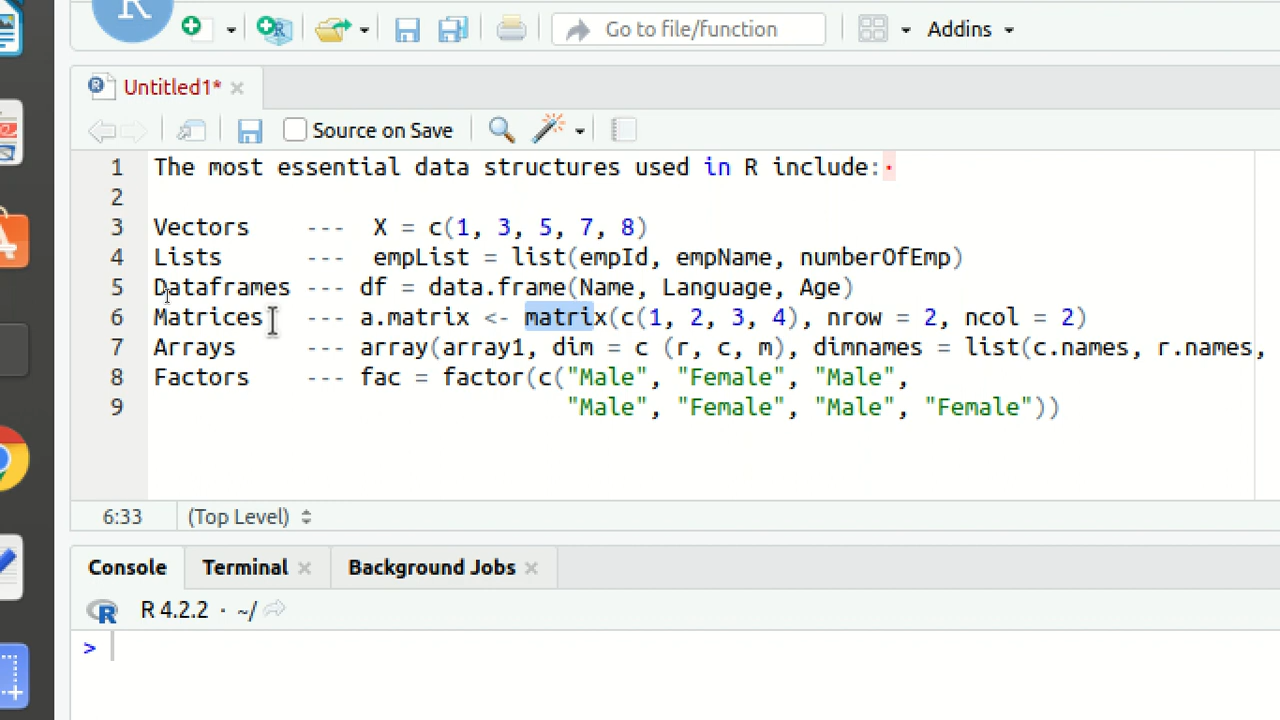 R
Go to file/function
Addins
Untitled1*
Source on Save
1 The most essential data structures used in R include:
2
3 Vectors --- X = c(1, 3, 5, 7, 8)
4 Lists --- empList = list(empId, empName, numberOfEmp)
5 Dataframes --- df = data.frame(Name, Language, Age)
6 Matrices --- a.matrix <- matrix(c(1, 2, 3, 4), nrow = 2, ncol = 2)
7 Arrays --- array(array1, dim = c (r, c, m), dimnames = list(c.names, r.names,
8 Factors --- fac = factor(c("Male", "Female", "Male",
9 "Male", "Female", "Male", "Female"))
6:33 (Top Level)
Console Terminal Background Jobs
R 4.2.2 · ~/
>